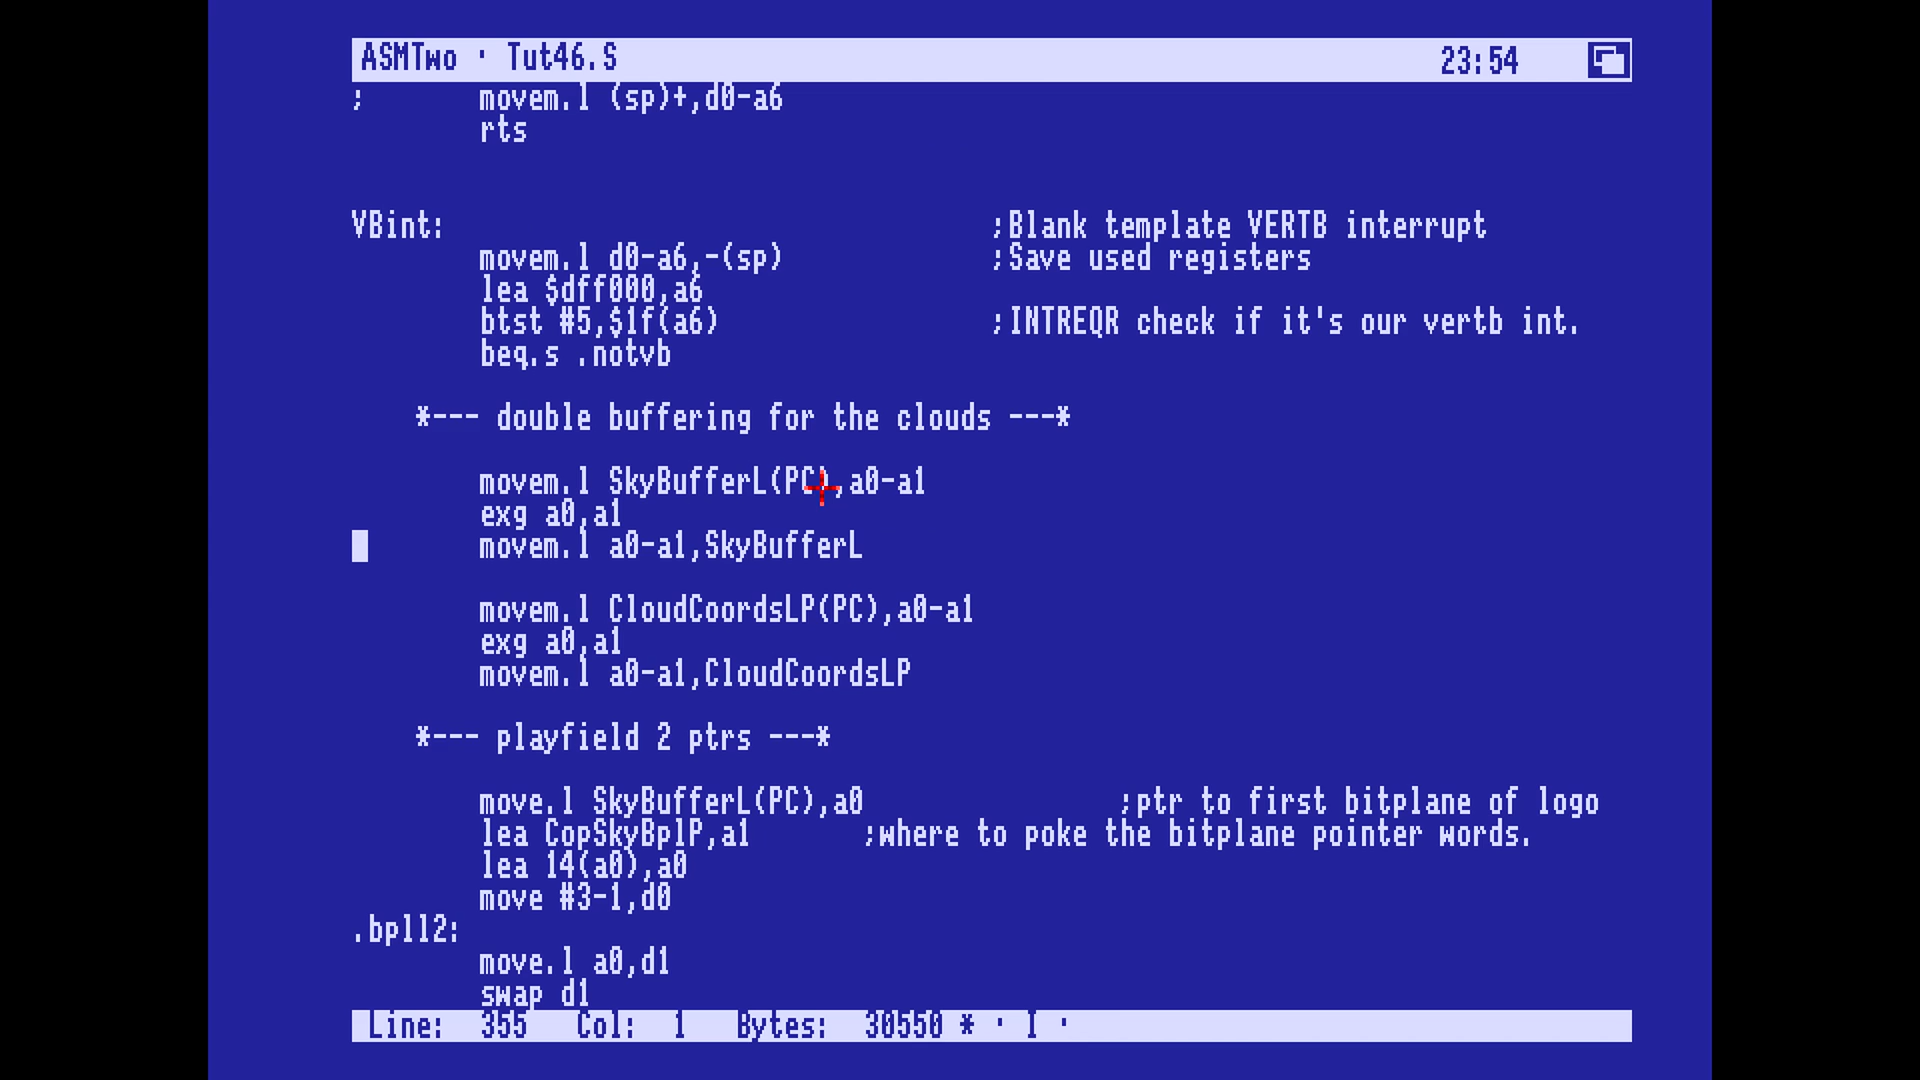 ASMTwo · Tut46.S 23:54
; movem.l (sp)+,d0-a6
rts
VBint: ;Blank template VERTB interrupt
movem.l d0-a6,-(sp) ;Save used registers
lea $dff000,a6
btst #5,$1f(a6) ;INTREQR check if it's our vertb int.
beq.s .notvb
*--- double buffering for the clouds ---*
movem.l SkyBufferL(PC),a0-a1
exg a0,a1
movem.l a0-a1,SkyBufferL
movem.l CloudCoordsLP(PC),a0-a1
exg a0,a1
movem.l a0-a1,CloudCoordsLP
*--- playfield 2 ptrs ---*
move.l SkyBufferL(PC),a0 ;ptr to first bitplane of logo
lea CopSkyBplP,a1 ;where to poke the bitplane pointer words.
lea 14(a0),a0
move #3-1,d0
.bpll2:
move.l a0,d1
swap d1
Line: 355 Col: 1 Bytes: 30550 * · I ·